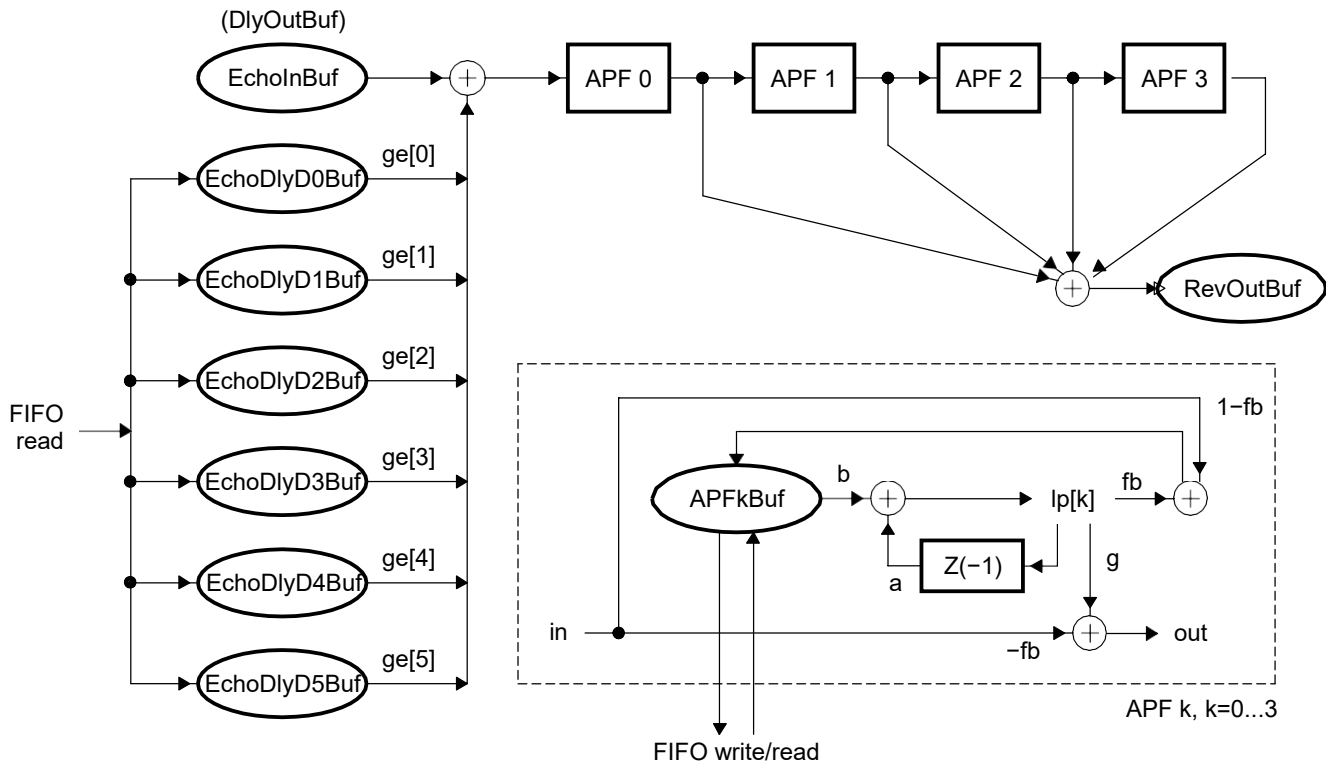 (DlyOutBuf)
EchoInBuf
APF 0
APF 1
APF 2
APF 3
ge[0]
EchoDlyD0Buf
ge[1]
EchoDlyD1Buf
RevOutBuf
ge[2]
EchoDlyD2Buf
FIFO
read
1−fb
ge[3]
EchoDlyD3Buf
APFkBuf
b
lp[k]
fb
ge[4]
EchoDlyD4Buf
a
Z(−1)
g
in
−fb
out
ge[5]
EchoDlyD5Buf
APF k, k=0...3
FIFO write/read